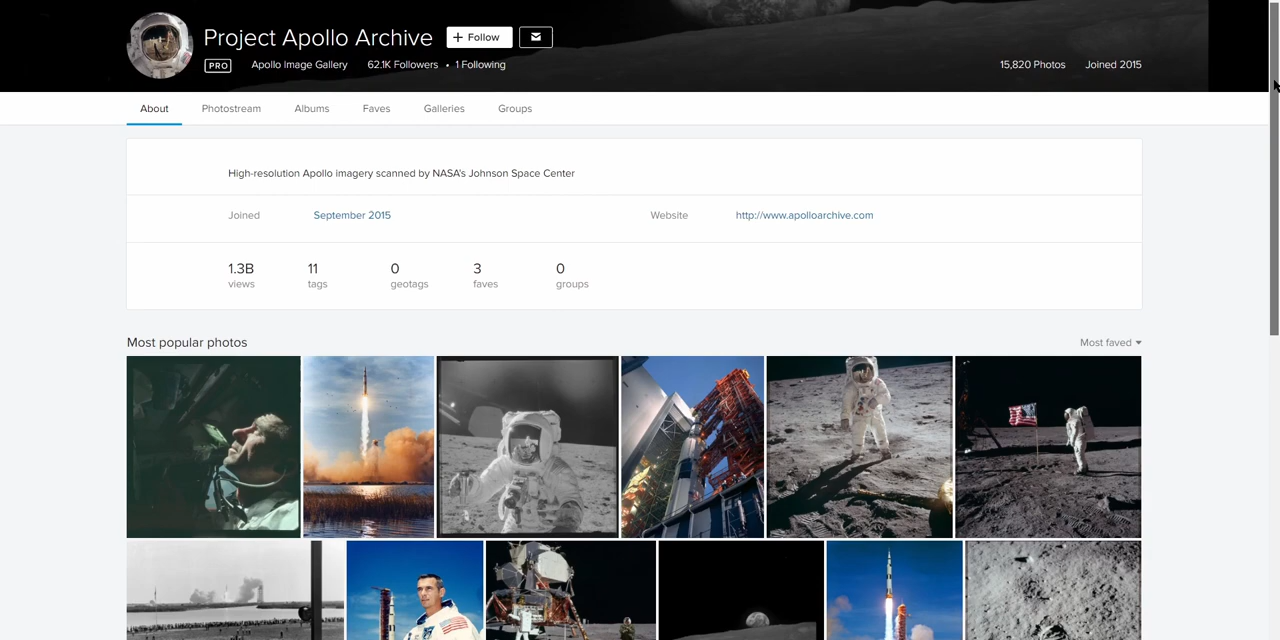 Project Apollo Archive
+ Follow
PRO
Apollo Image Gallery
62.1K Followers • 1 Following
15,820 Photos
Joined 2015
About
Photostream
Albums
Faves
Galleries
Groups
High-resolution Apollo imagery scanned by NASA's Johnson Space Center
Joined
September 2015
Website
http://www.apolloarchive.com
1.3B
views
11
tags
0
geotags
3
faves
0
groups
Most popular photos
Most faved